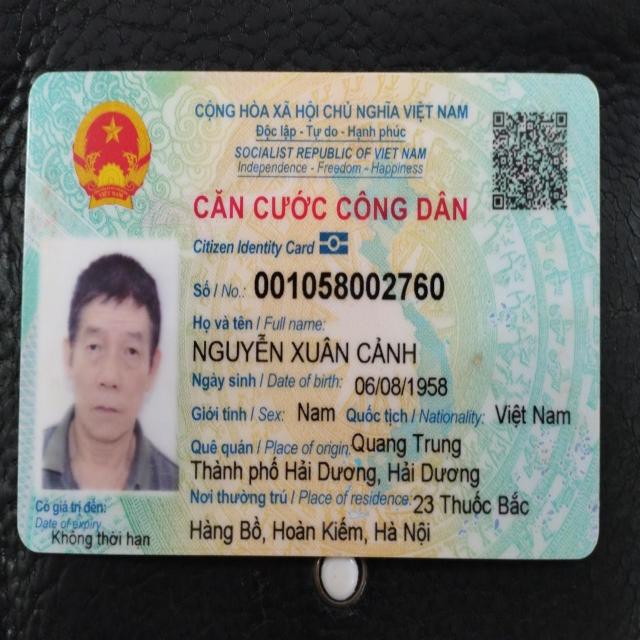 CỘNG HÒA XÃ HỘI CHỦ NGHĨA VIỆT NAM
Độc lập - Tự do - Hạnh phúc
SOCIALIST REPUBLIC OF VIET NAM
Independence - Freedom - Happiness
CĂN CƯỚC CÔNG DÂN
Citizen Identity Card
Số / No.: 001058002760
Họ và tên / Full name:
NGUYỄN XUÂN CẢNH
Ngày sinh / Date of birth: 06/08/1958
Giới tính / Sex: Nam Quốc tịch / Nationality: Việt Nam
Quê quán / Place of origin: Quang Trung
Thành phố Hải Dương, Hải Dương
Nơi thường trú / Place of residence: 23 Thuốc Bắc
Hàng Bồ, Hoàn Kiếm, Hà Nội
Có giá trị đến:
Date of expiry
Không thời hạn
VIỆT NAM